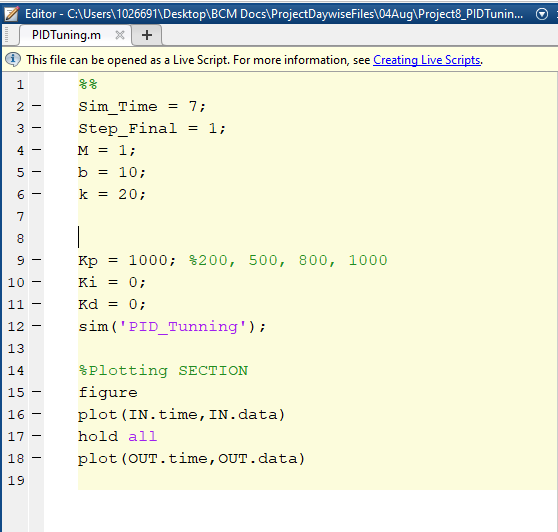 Editor - C:\Users\1026691\Desktop\BCM Docs\ProjectDaywiseFiles\04Aug\Project8_PIDTunin...
PIDTuning.m
This file can be opened as a Live Script. For more information, see Creating Live Scripts.
1 %%
2 Sim_Time = 7;
3 Step_Final = 1;
4 M = 1;
5 b = 10;
6 k = 20;
7
8
9 Kp = 1000; %200, 500, 800, 1000
10 Ki = 0;
11 Kd = 0;
12 sim('PID_Tunning');
13
14 %Plotting SECTION
15 figure
16 plot(IN.time,IN.data)
17 hold all
18 plot(OUT.time,OUT.data)
19